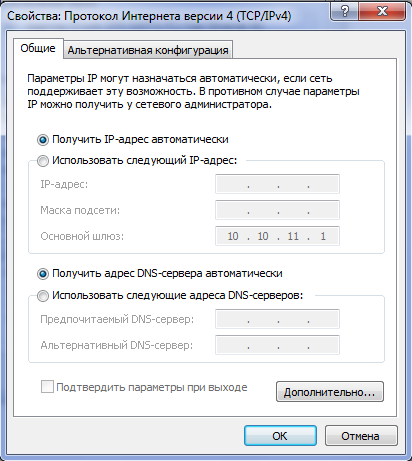 Свойства: Протокол Интернета версии 4 (TCP/IPv4)
Общие
Альтернативная конфигурация
Параметры IP могут назначаться автоматически, если сеть
поддерживает эту возможность. В противном случае параметры
IP можно получить у сетевого администратора.
Получить IP-адрес автоматически
Использовать следующий IP-адрес:
IP-адрес: . . .
Маска подсети: . . .
Основной шлюз: 10 . 10 . 11 . 1
Получить адрес DNS-сервера автоматически
Использовать следующие адреса DNS-серверов:
Предпочитаемый DNS-сервер: . . .
Альтернативный DNS-сервер: . . .
Подтвердить параметры при выходе
Дополнительно...
OK
Отмена